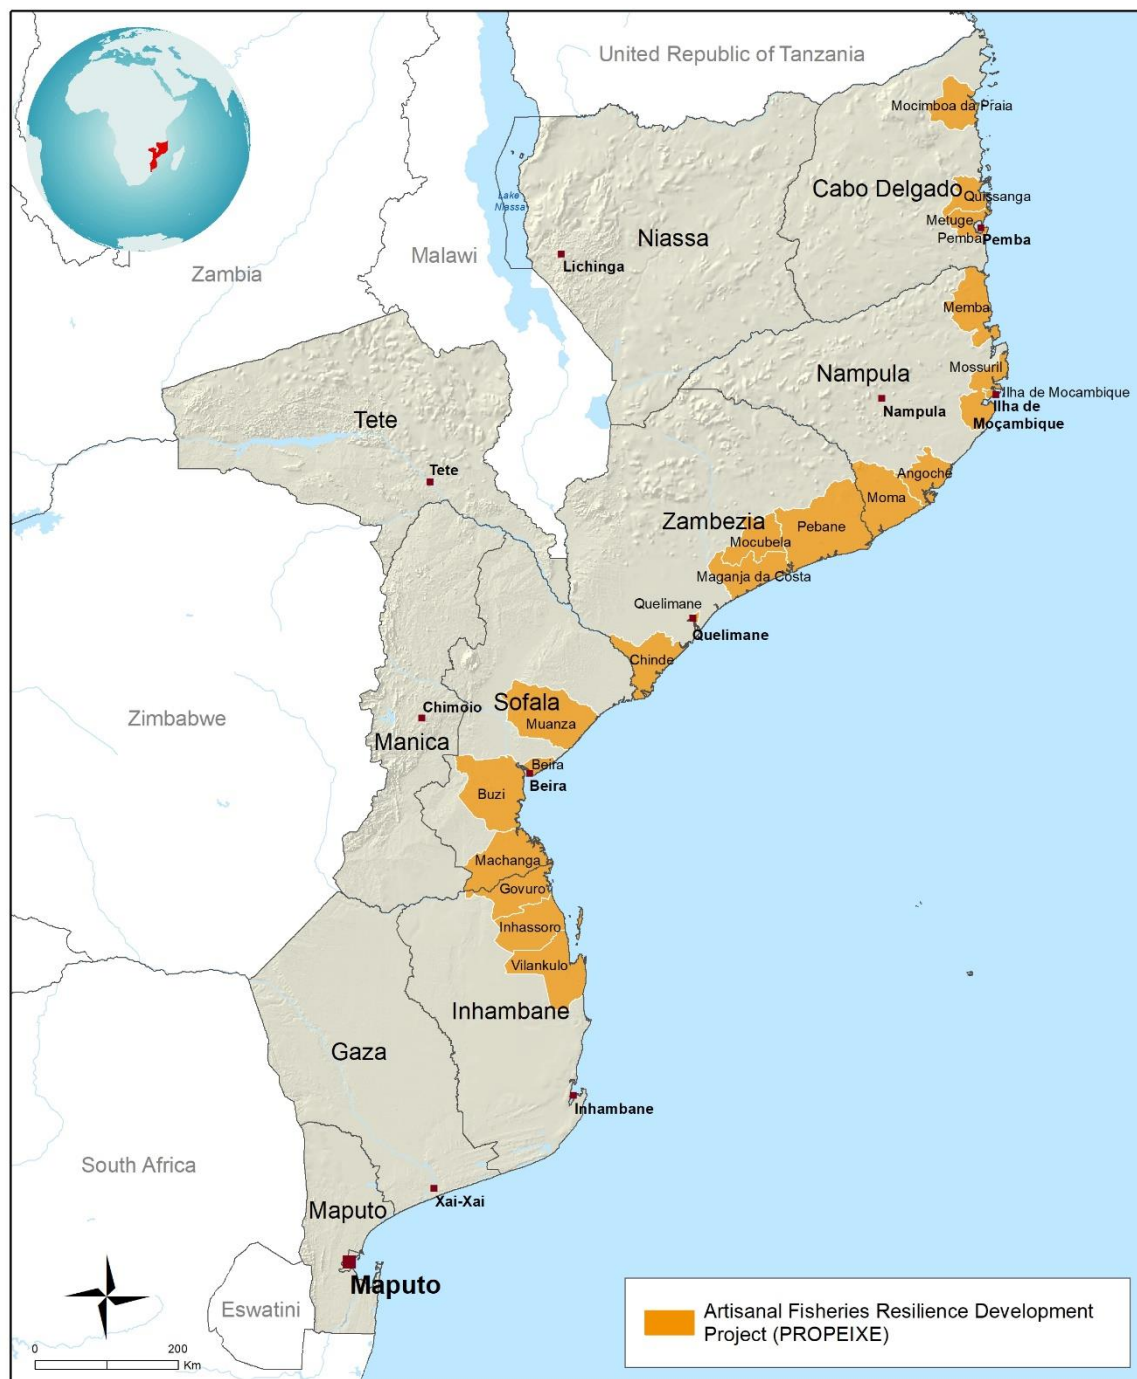 United Republic of Tanzania
Mocimboa da Praia
Cabo Delgado
Quissanga
Lake
Niassa
Metuge
Pemba
Pemba
Niassa
Malawi
Lichinga
Zambia
Memba
Mossuril
Nampula
Ilha de Mocambique
Nampula
Ilha de
Moçambique
Tete
Tete
Angoche
Moma
Zambezia
Pebane
Mocubela
Maganja da Costa
Quelimane
Quelimane
Chinde
Sofala
Chimoio
Muanza
Zimbabwe
Manica
Beira
Beira
Buzi
Machanga
Govuro
Inhassoro
Vilankulo
Inhambane
Gaza
Inhambane
South Africa
Xai-Xai
Maputo
Maputo
Eswatini
0 200
Km
Artisanal Fisheries Resilience Development
Project (PROPEIXE)